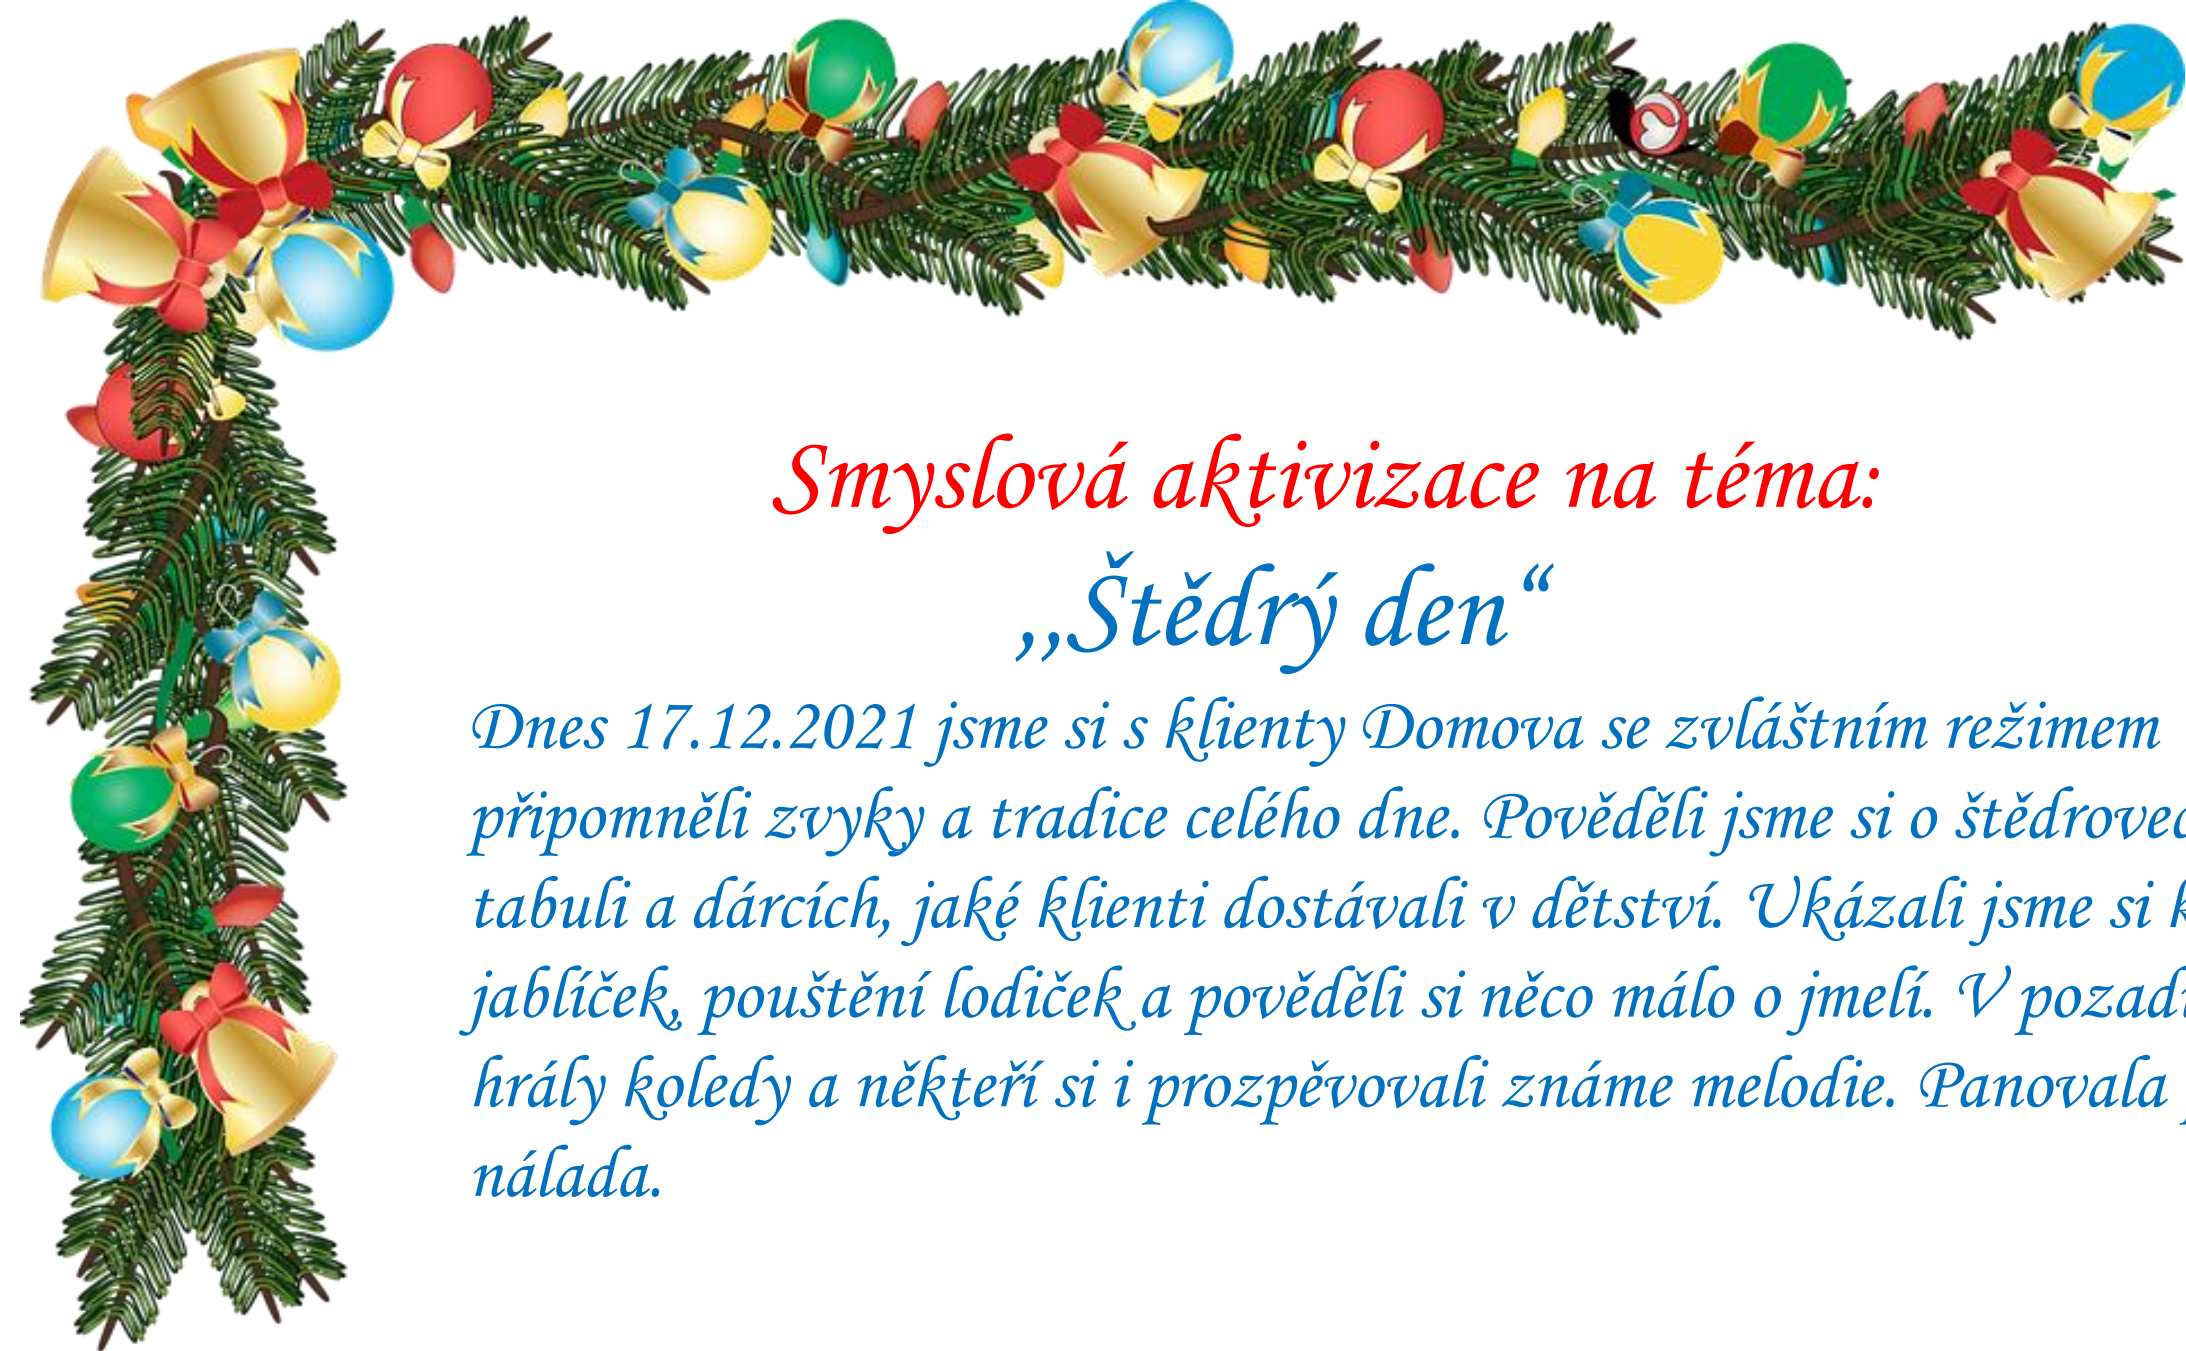 Smyslová aktivizace na téma:
,,Štědrý den“
Dnes 17.12.2021 jsme si s klienty Domova se zvláštním režimem
připomněli zvyky a tradice celého dne. Pověděli jsme si o
tabuli a dárcích, jaké klienti dostávali v dětství. Ukázali jsme si
jablíček, pouštění lodiček a pověděli si něco málo o jmelí. V pozadí
hrály koledy a někteří si i prozpěvovali známe melodie. Panovala
nálada.